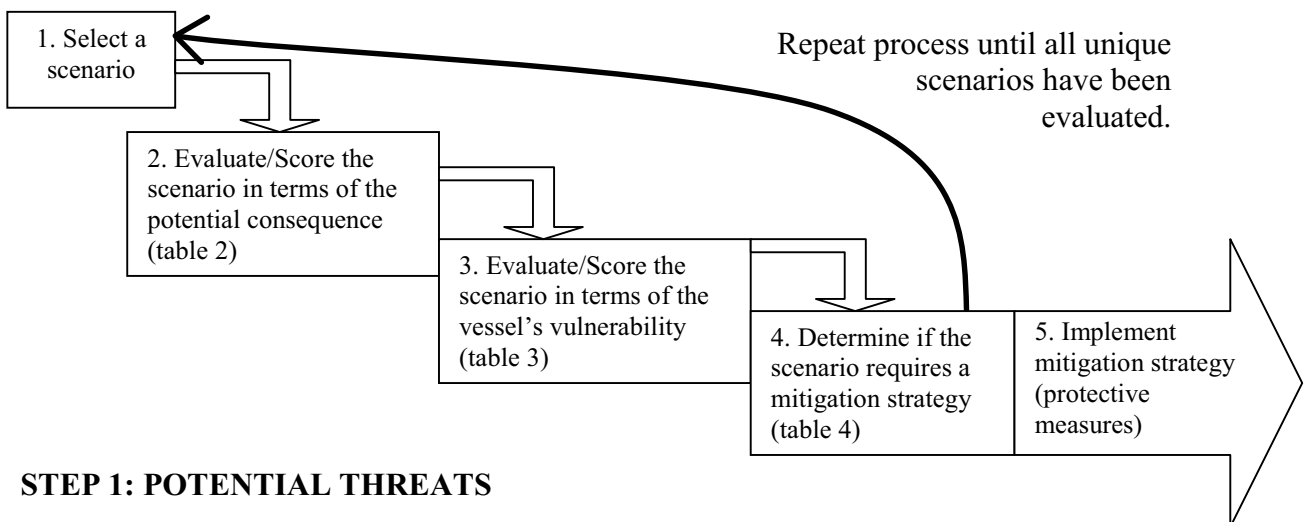 1. Select a
scenario
Repeat process until all unique
scenarios have been
evaluated.
2. Evaluate/Score the
scenario in terms of the
potential consequence
(table 2)
3. Evaluate/Score the
scenario in terms of the
vessel's vulnerability
(table 3)
4. Determine if the
scenario requires a
mitigation strategy
(table 4)
5. Implement
mitigation strategy
(protective
measures)
STEP 1: POTENTIAL THREATS